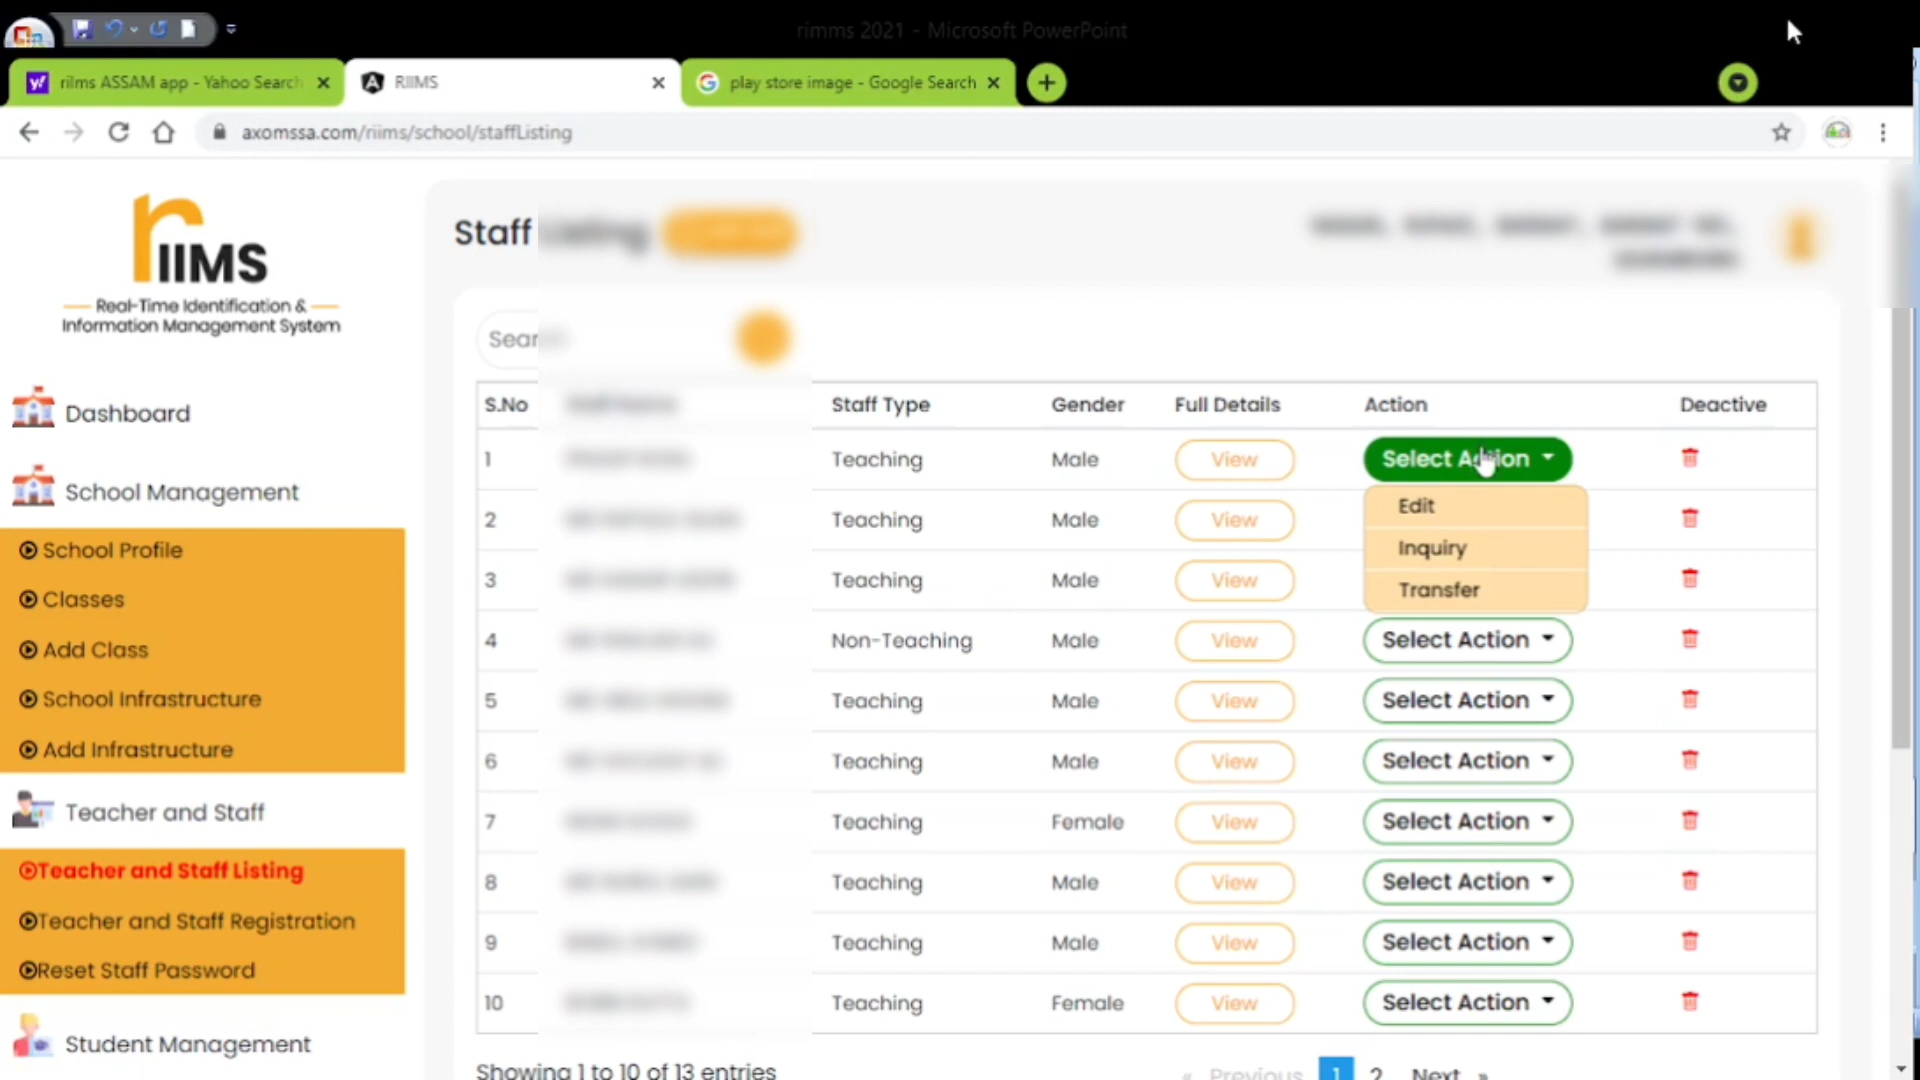 rimms 2021 - Microsoft PowerPoint
rilms ASSAM app - Yahoo Search
RIIMS
play store image - Google Search
axomssa.com/riims/school/staffListing
rIIMS
Real-Time Identification &
Information Management System
Dashboard
School Management
School Profile
Classes
Add Class
School Infrastructure
Add Infrastructure
Teacher and Staff
Teacher and Staff Listing
Teacher and Staff Registration
Reset Staff Password
Student Management
Staff Listing
Search
S.No Staff Name Staff Type Gender Full Details Action Deactive
1 Teaching Male View Select Action
Edit
Inquiry
Transfer
2 Teaching Male View
3 Teaching Male View
4 Non-Teaching Male View Select Action
5 Teaching Male View Select Action
6 Teaching Male View Select Action
7 Teaching Female View Select Action
8 Teaching Male View Select Action
9 Teaching Male View Select Action
10 Teaching Female View Select Action
Showing 1 to 10 of 13 entries
« Previous 1 2 Next »